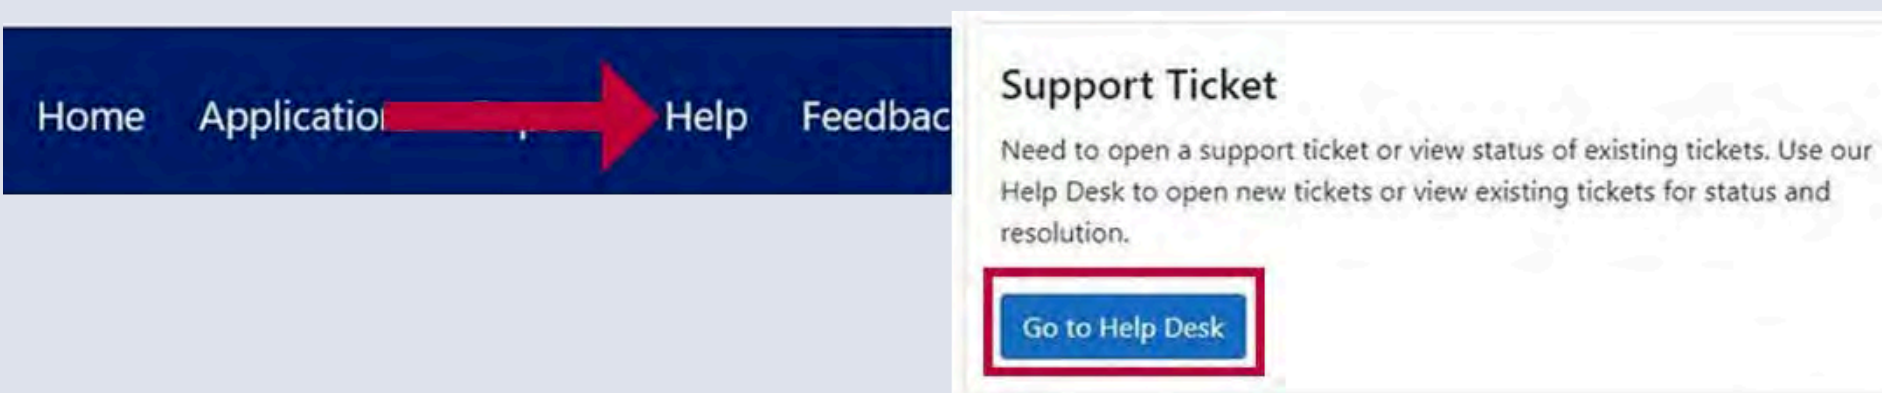 Home Help Feedbac
Support Ticket
Need to open a support ticket or view status of existing tickets. Use our
Help Desk to open new tickets or view existing tickets for status and
resolution.
Go to Help Desk